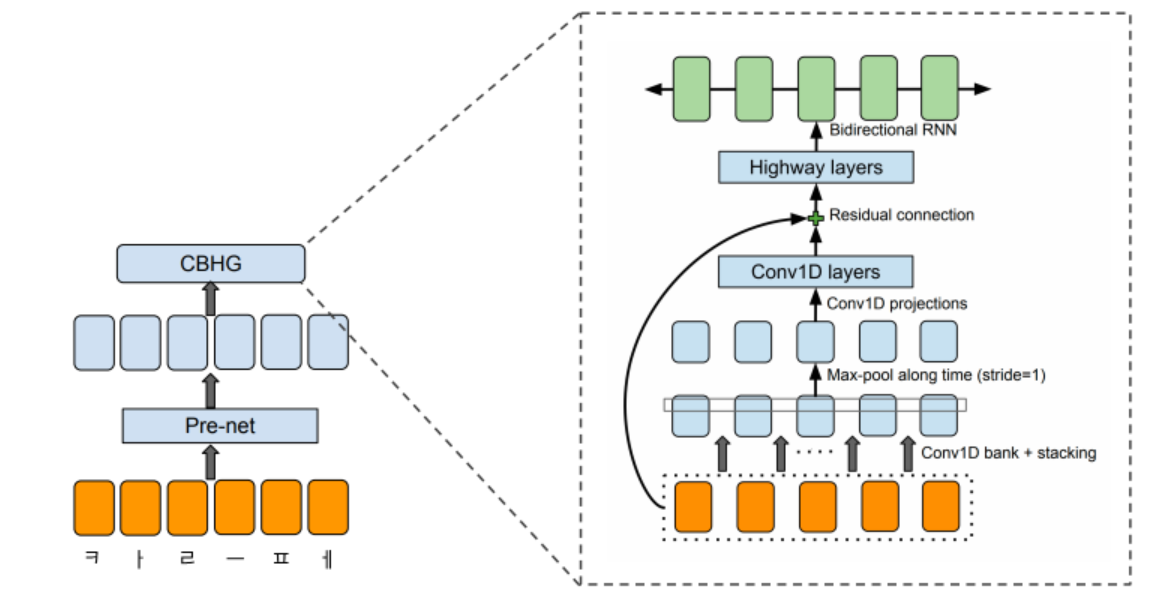 CBHG
Pre-net
ㅋ ㅏ ㄹ ㅡ ㅍ ㅔ
Bidirectional RNN
Highway layers
Residual connection
Conv1D layers
Conv1D projections
Max-pool along time (stride=1)
Conv1D bank + stacking